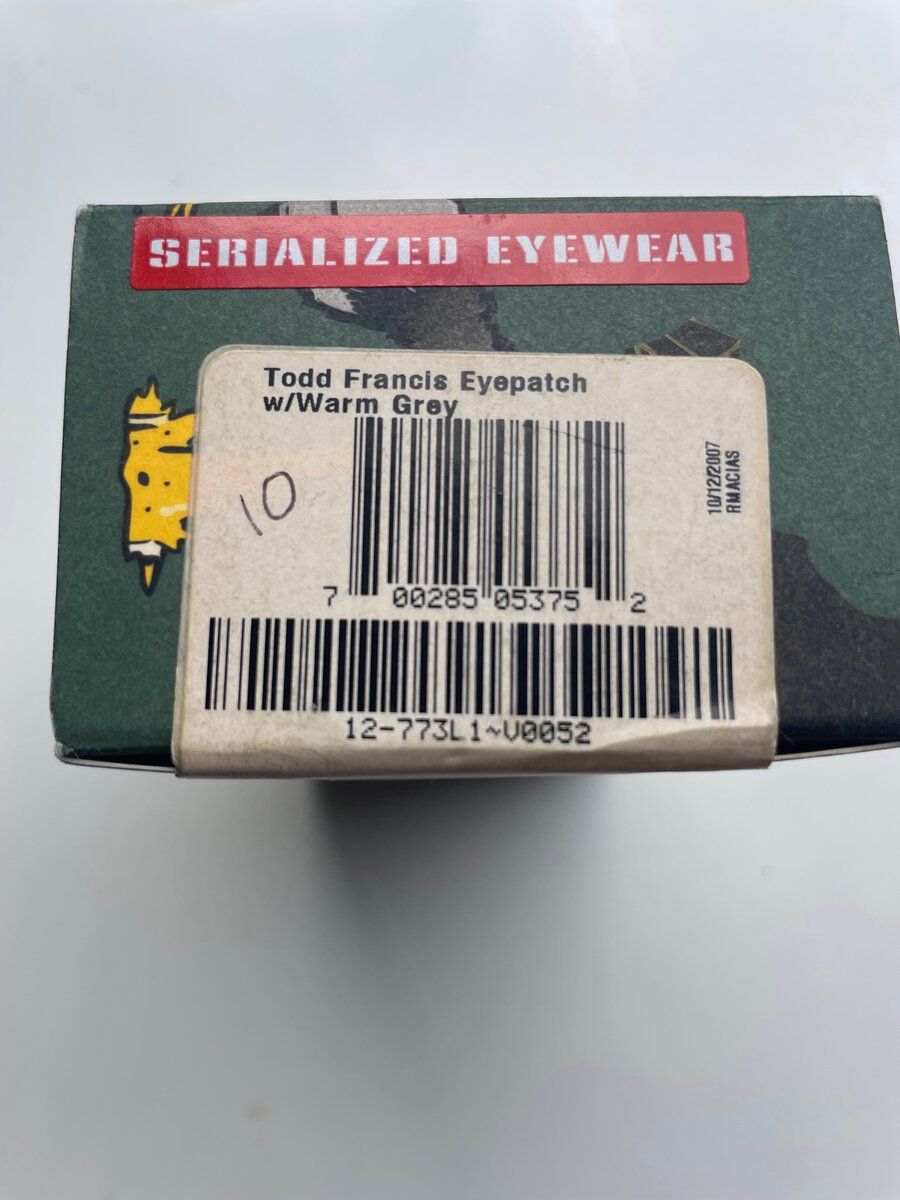 SERIALIZED EYEWEAR
Todd Francis Eyepatch
w/Warm Grey
10
10/12/2007
RMACIAS
7 00285 05375 2
12-773L1~V0052